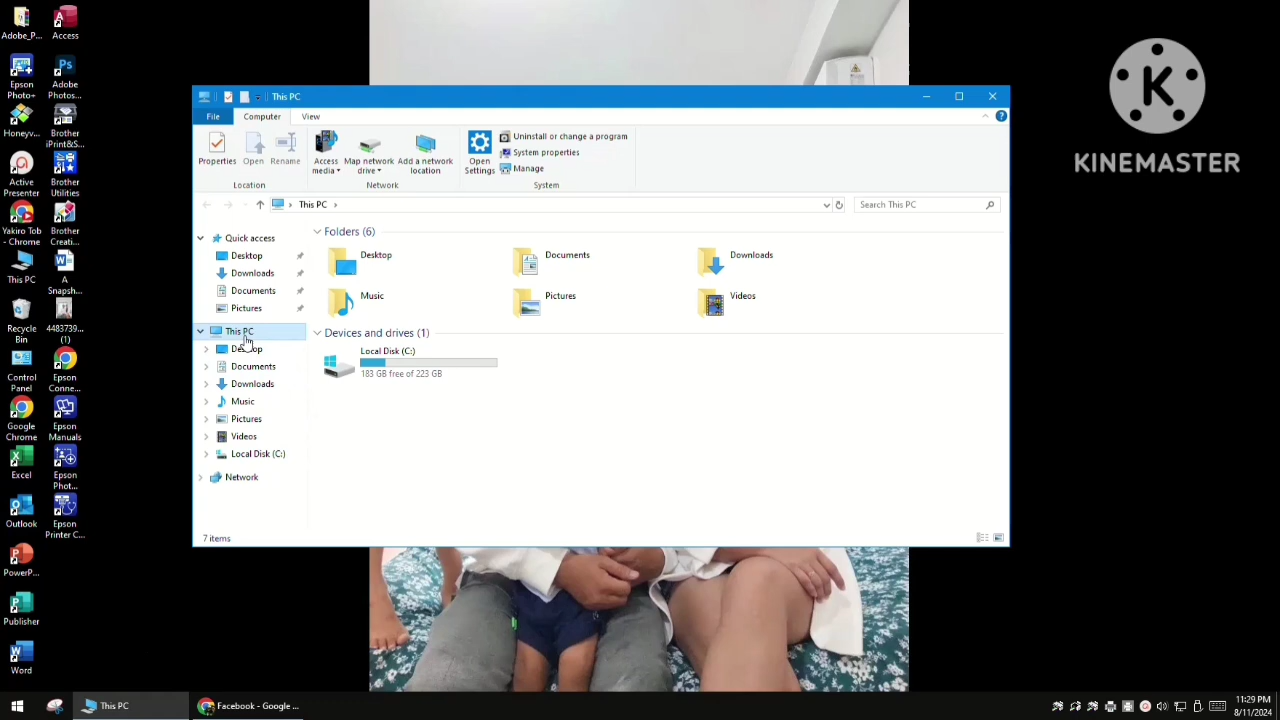 Adobe_P...
Access
Epson Photo+
Adobe Photos...
Honeyv...
Brother iPrint&S...
Active Presenter
Brother Utilities
Yakiro Tob - Chrome
Brother Creati...
This PC
A Snapsh...
Recycle Bin
4483739... (1)
Control Panel
Epson Conne...
Google Chrome
Epson Manuals
Excel
Epson Phot...
Outlook
Epson Printer C...
PowerP...
Publisher
Word
This PC
File
Computer
View
Properties
Open
Rename
Access media
Map network drive
Add a network location
Open Settings
Uninstall or change a program
System properties
Manage
Location
Network
System
This PC
Search This PC
Quick access
Desktop
Downloads
Documents
Pictures
This PC
Desktop
Documents
Downloads
Music
Pictures
Videos
Local Disk (C:)
Network
Folders (6)
Desktop
Documents
Downloads
Music
Pictures
Videos
Devices and drives (1)
Local Disk (C:)
183 GB free of 223 GB
7 items
K
KINEMASTER
This PC
Facebook - Google ...
11:29 PM
8/11/2024